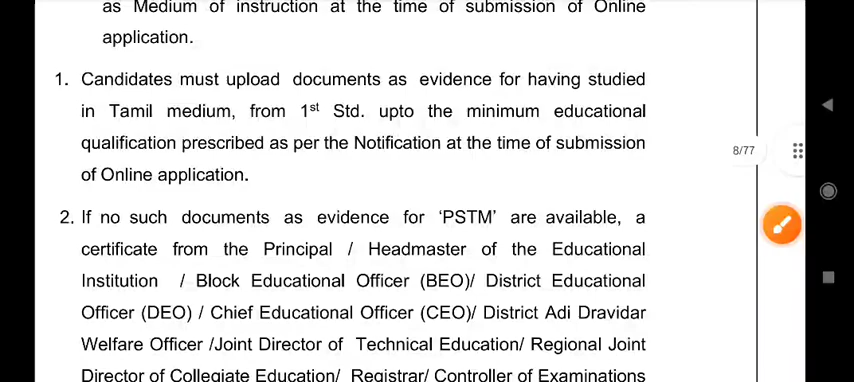 as Medium of instruction at the time of submission of Online
application.
1. Candidates must upload documents as evidence for having studied
in Tamil medium, from 1st Std. upto the minimum educational
qualification prescribed as per the Notification at the time of submission
of Online application.
8/77
2. If no such documents as evidence for 'PSTM' are available, a
certificate from the Principal / Headmaster of the Educational
Institution / Block Educational Officer (BEO)/ District Educational
Officer (DEO) / Chief Educational Officer (CEO)/ District Adi Dravidar
Welfare Officer /Joint Director of Technical Education/ Regional Joint
Director of Collegiate Education/ Registrar/ Controller of Examinations